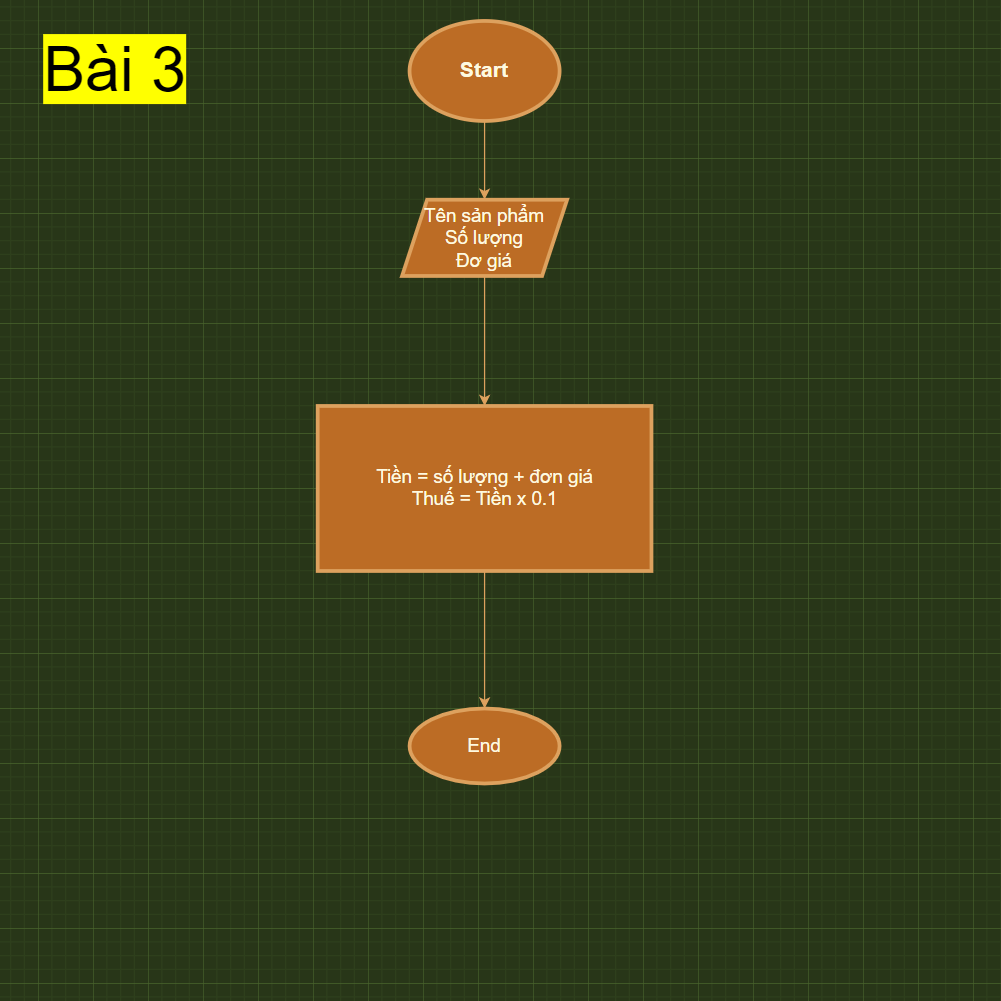 Bài 3
Start
Tên sản phẩm
Số lượng
Đơ giá
Tiền = số lượng + đơn giá
Thuế = Tiền x 0.1
End